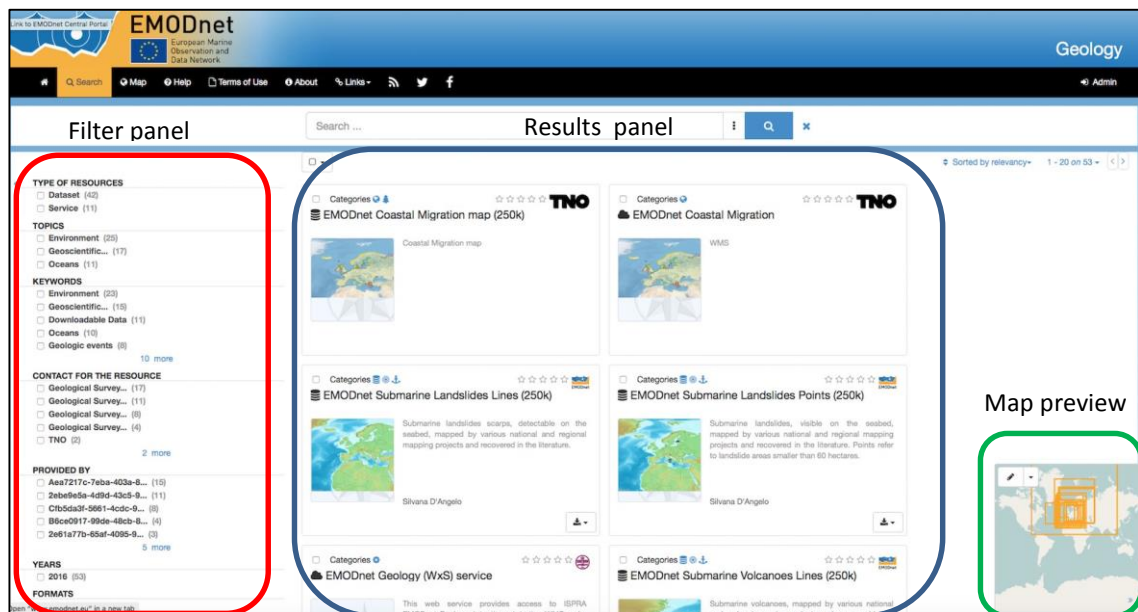 Link to EMODnet Central Portal
EMODnet
European Marine
Observation and
Data Network
Geology
Search
Map
Help
Terms of Use
About
Links
Admin
Filter panel
Search ...
Results panel
Sorted by relevancy
1 - 20 on 53
TYPE OF RESOURCES
Dataset (42)
Service (11)
TOPICS
Environment (25)
Geoscientific... (17)
Oceans (11)
KEYWORDS
Environment (23)
Geoscientific... (15)
Downloadable Data (11)
Oceans (10)
Geologic events (8)
10 more
CONTACT FOR THE RESOURCE
Geological Survey... (17)
Geological Survey... (11)
Geological Survey... (8)
Geological Survey... (4)
TNO (2)
2 more
PROVIDED BY
Aea7217c-7eba-403a-8... (15)
2ebe9e5a-4d9d-43c5-9... (11)
Cfb5da3f-5661-4cdc-9... (8)
B6ce0917-99de-48cb-8... (4)
2e61a77b-65af-4095-9... (3)
5 more
YEARS
2016 (53)
FORMATS
Open "www.emodnet.eu" in a new tab
Categories
TNO
EMODnet Coastal Migration map (250k)
Coastal Migration map
Categories
TNO
EMODnet Coastal Migration
WMS
Categories
EMODnet Submarine Landslides Lines (250k)
Submarine landslides scarps, detectable on the
seabed, mapped by various national and regional
mapping projects and recovered in the literature.
Silvana D'Angelo
Categories
EMODnet Submarine Landslides Points (250k)
Submarine landslides, visible on the seabed,
mapped by various national and regional mapping
projects and recovered in the literature. Points refer
to landslide areas smaller than 60 hectares.
Silvana D'Angelo
Categories
EMODnet Geology (WxS) service
This web service provides access to ISPRA
Categories
EMODnet Submarine Volcanoes Lines (250k)
Submarine volcanoes, mapped by various national
Map preview